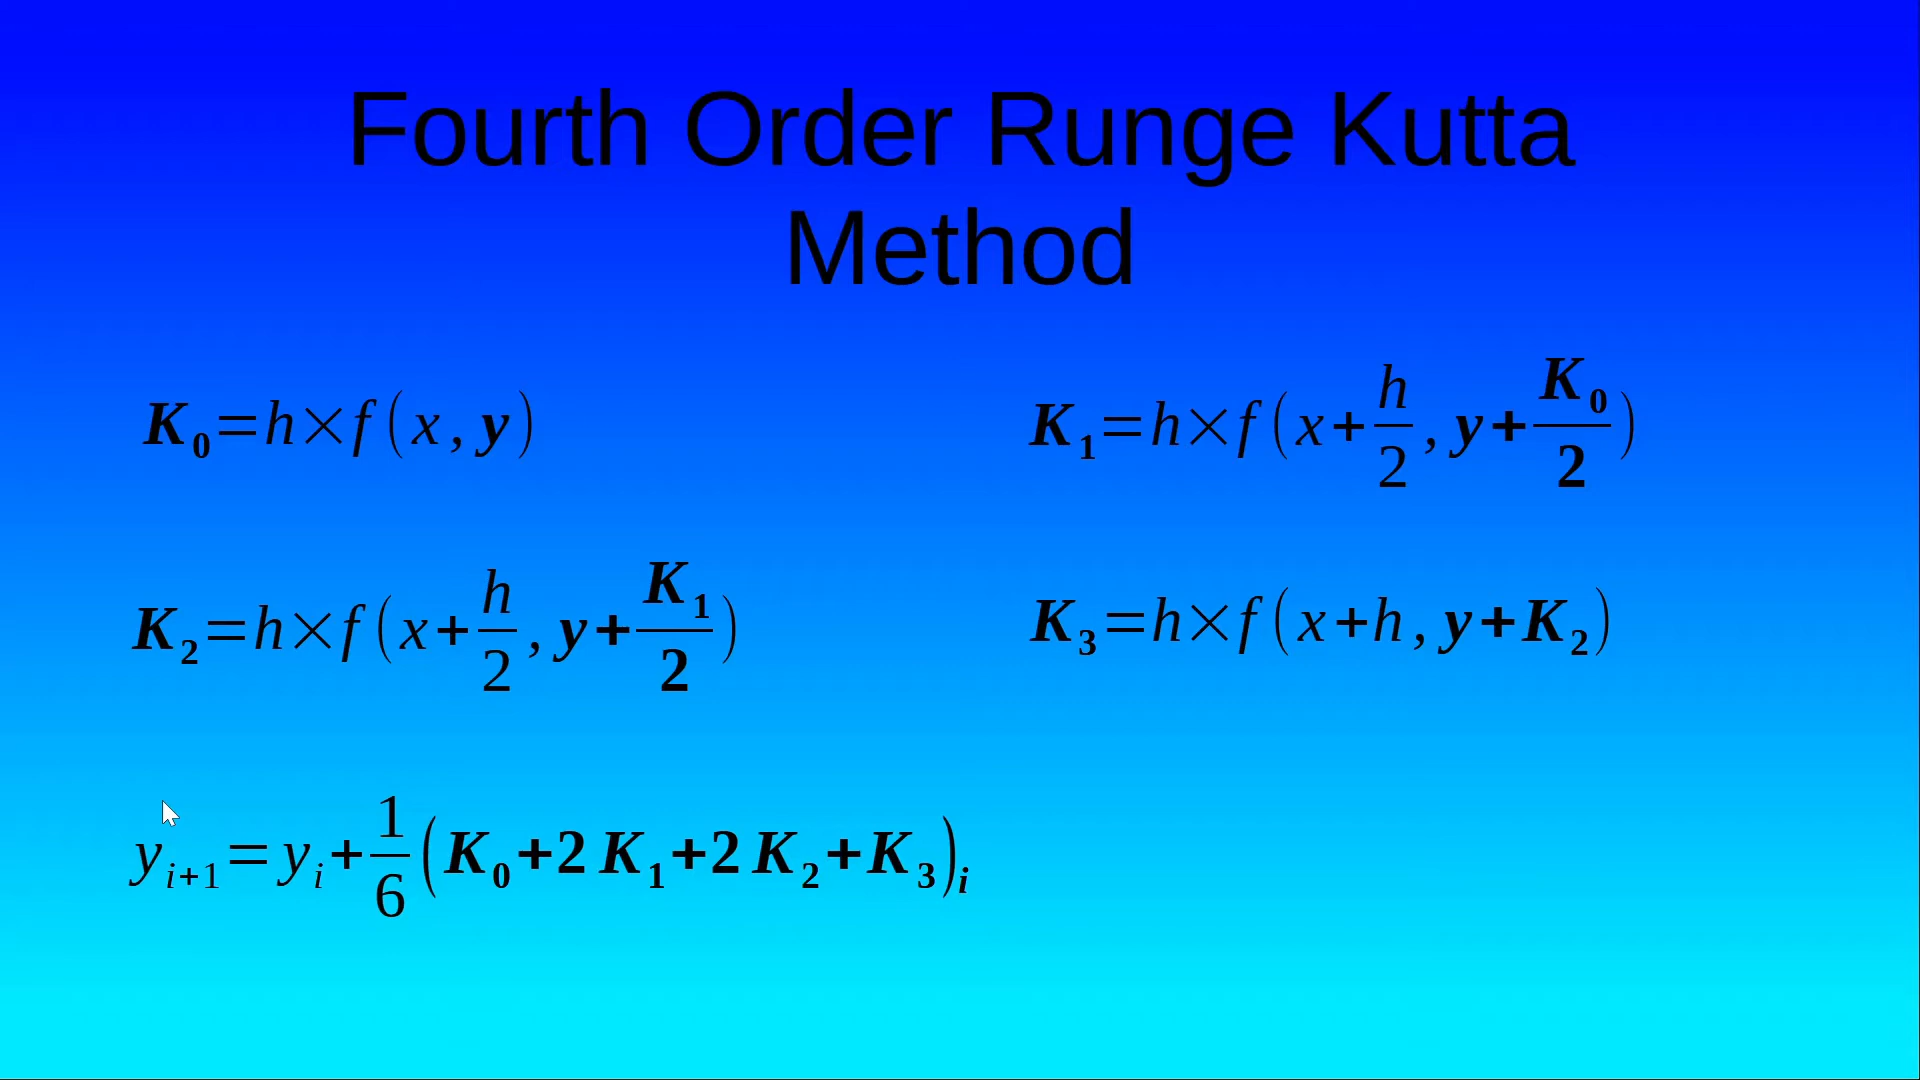 Fourth Order Runge Kutta
Method
K₀=h×f(x, y)
K₁=h×f(x+h/2, y+K₀/2)
K₂=h×f(x+h/2, y+K₁/2)
K₃=h×f(x+h, y+K₂)
yᵢ₊₁=yᵢ+1/6(K₀+2K₁+2K₂+K₃)ᵢ